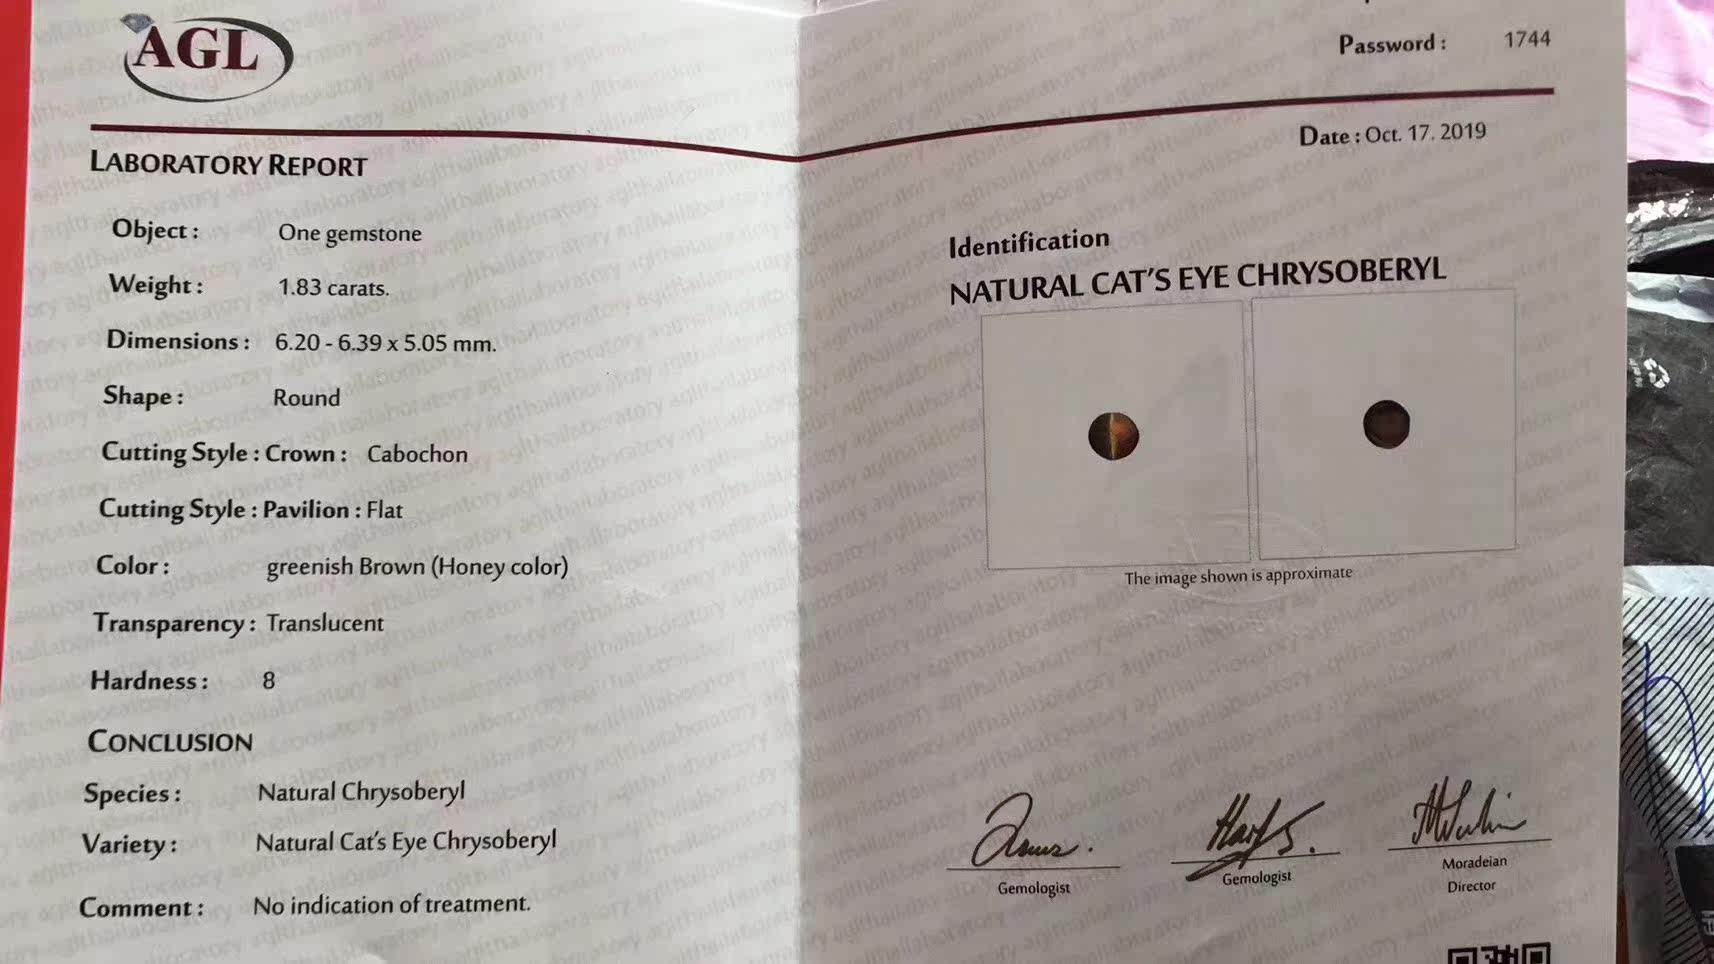 AGL
LABORATORY REPORT
Object : One gemstone
Weight : 1.83 carats.
Dimensions : 6.20 - 6.39 x 5.05 mm.
Shape : Round
Cutting Style : Crown : Cabochon
Cutting Style : Pavilion : Flat
Color : greenish Brown (Honey color)
Transparency : Translucent
Hardness : 8
CONCLUSION
Species : Natural Chrysoberyl
Variety : Natural Cat's Eye Chrysoberyl
Comment : No indication of treatment.
Password : 1744
Date : Oct. 17. 2019
Identification
NATURAL CAT'S EYE CHRYSOBERYL
The image shown is approximate
Gemologist
Gemologist
Moradeian
Director